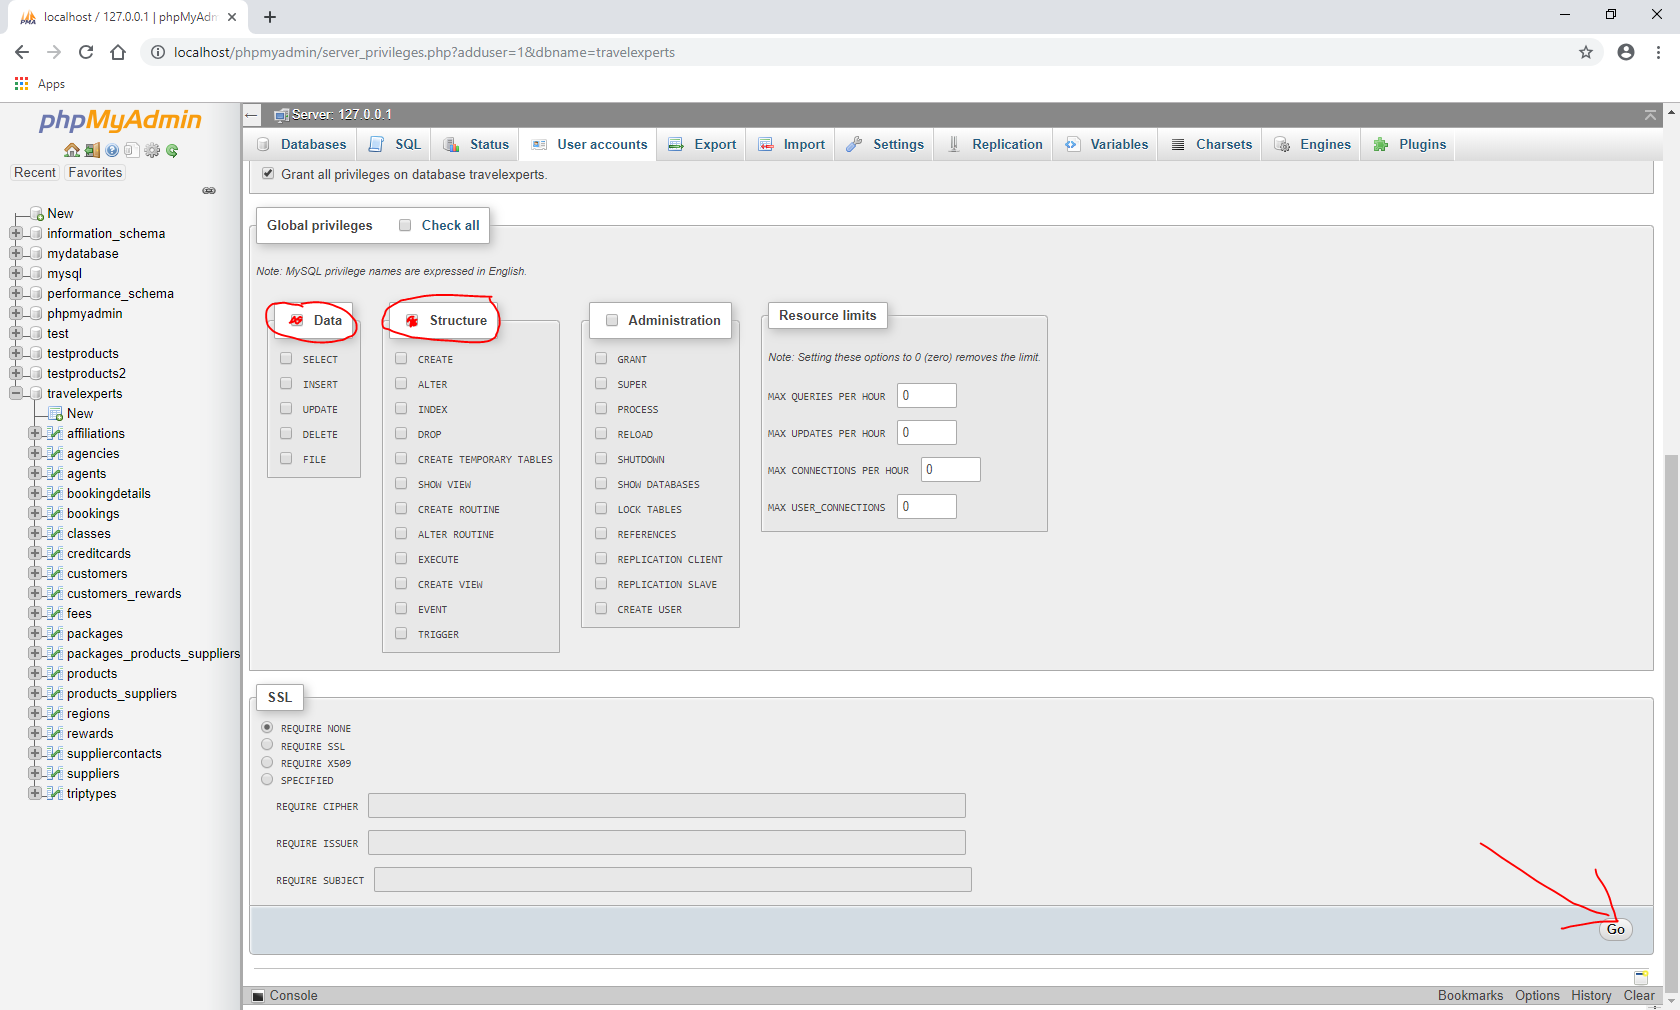 localhost / 127.0.0.1 | phpMyAdm
localhost/phpmyadmin/server_privileges.php?adduser=1&dbname=travelexperts
Apps
phpMyAdmin
Recent Favorites
New
information_schema
mydatabase
mysql
performance_schema
phpmyadmin
test
testproducts
testproducts2
travelexperts
New
affiliations
agencies
agents
bookingdetails
bookings
classes
creditcards
customers
customers_rewards
fees
packages
packages_products_suppliers
products
products_suppliers
regions
rewards
suppliercontacts
suppliers
triptypes
Server: 127.0.0.1
Databases SQL Status User accounts Export Import Settings Replication Variables Charsets Engines Plugins
Grant all privileges on database travelexperts.
Global privileges Check all
Note: MySQL privilege names are expressed in English.
Data
SELECT
INSERT
UPDATE
DELETE
FILE
Structure
CREATE
ALTER
INDEX
DROP
CREATE TEMPORARY TABLES
SHOW VIEW
CREATE ROUTINE
ALTER ROUTINE
EXECUTE
CREATE VIEW
EVENT
TRIGGER
Administration
GRANT
SUPER
PROCESS
RELOAD
SHUTDOWN
SHOW DATABASES
LOCK TABLES
REFERENCES
REPLICATION CLIENT
REPLICATION SLAVE
CREATE USER
Resource limits
Note: Setting these options to 0 (zero) removes the limit.
MAX QUERIES PER HOUR 0
MAX UPDATES PER HOUR 0
MAX CONNECTIONS PER HOUR 0
MAX USER_CONNECTIONS 0
SSL
REQUIRE NONE
REQUIRE SSL
REQUIRE X509
SPECIFIED
REQUIRE CIPHER
REQUIRE ISSUER
REQUIRE SUBJECT
Go
Console Bookmarks Options History Clear